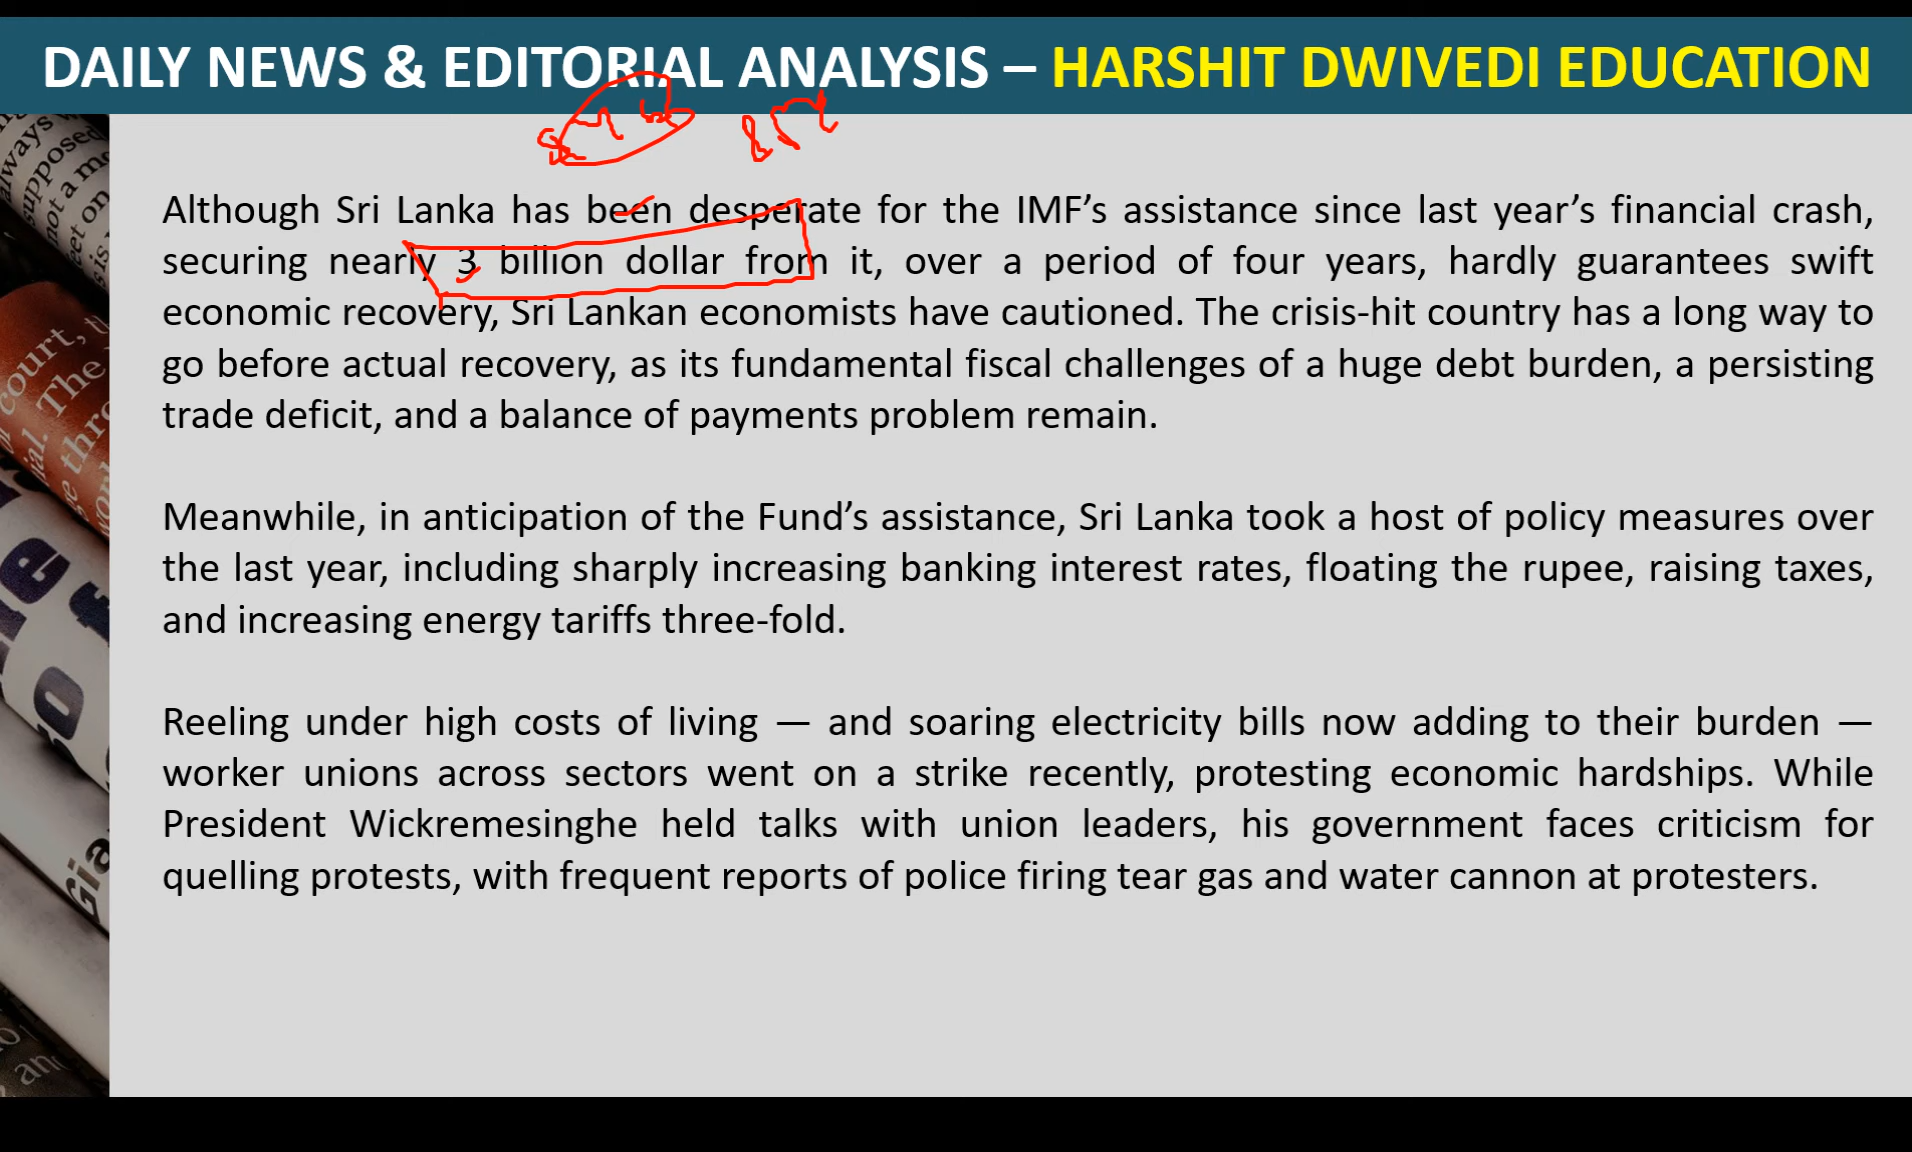 DAILY NEWS & EDITORIAL ANALYSIS – HARSHIT DWIVEDI EDUCATION
Although Sri Lanka has been desperate for the IMF’s assistance since last year’s financial crash,
securing nearly 3 billion dollar from it, over a period of four years, hardly guarantees swift
economic recovery, Sri Lankan economists have cautioned. The crisis-hit country has a long way to
go before actual recovery, as its fundamental fiscal challenges of a huge debt burden, a persisting
trade deficit, and a balance of payments problem remain.
Meanwhile, in anticipation of the Fund’s assistance, Sri Lanka took a host of policy measures over
the last year, including sharply increasing banking interest rates, floating the rupee, raising taxes,
and increasing energy tariffs three-fold.
Reeling under high costs of living — and soaring electricity bills now adding to their burden —
worker unions across sectors went on a strike recently, protesting economic hardships. While
President Wickremesinghe held talks with union leaders, his government faces criticism for
quelling protests, with frequent reports of police firing tear gas and water cannon at protesters.